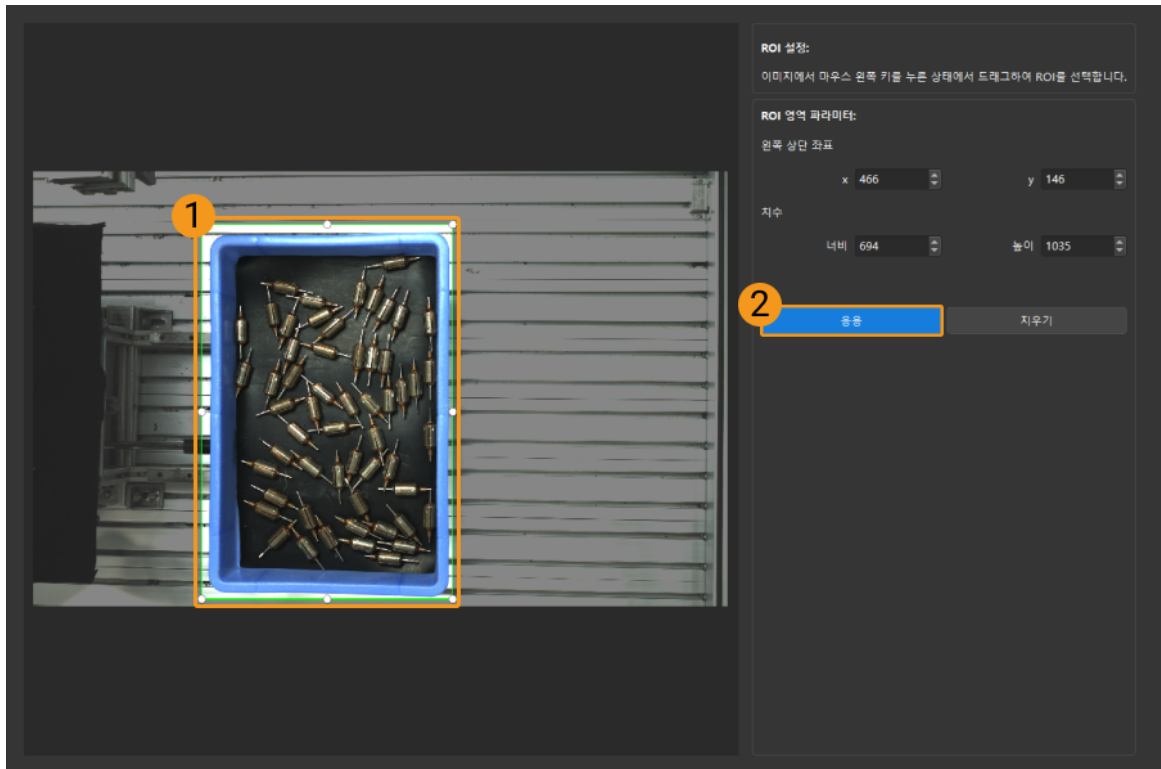 ROI 설정:
이미지에서 마우스 왼쪽 키를 누른 상태에서 드래그하여 ROI를 선택합니다.
ROI 영역 파라미터:
왼쪽 상단 좌표
x 466 y 146
치수
너비 694 높이 1035
1
2
응용 지우기